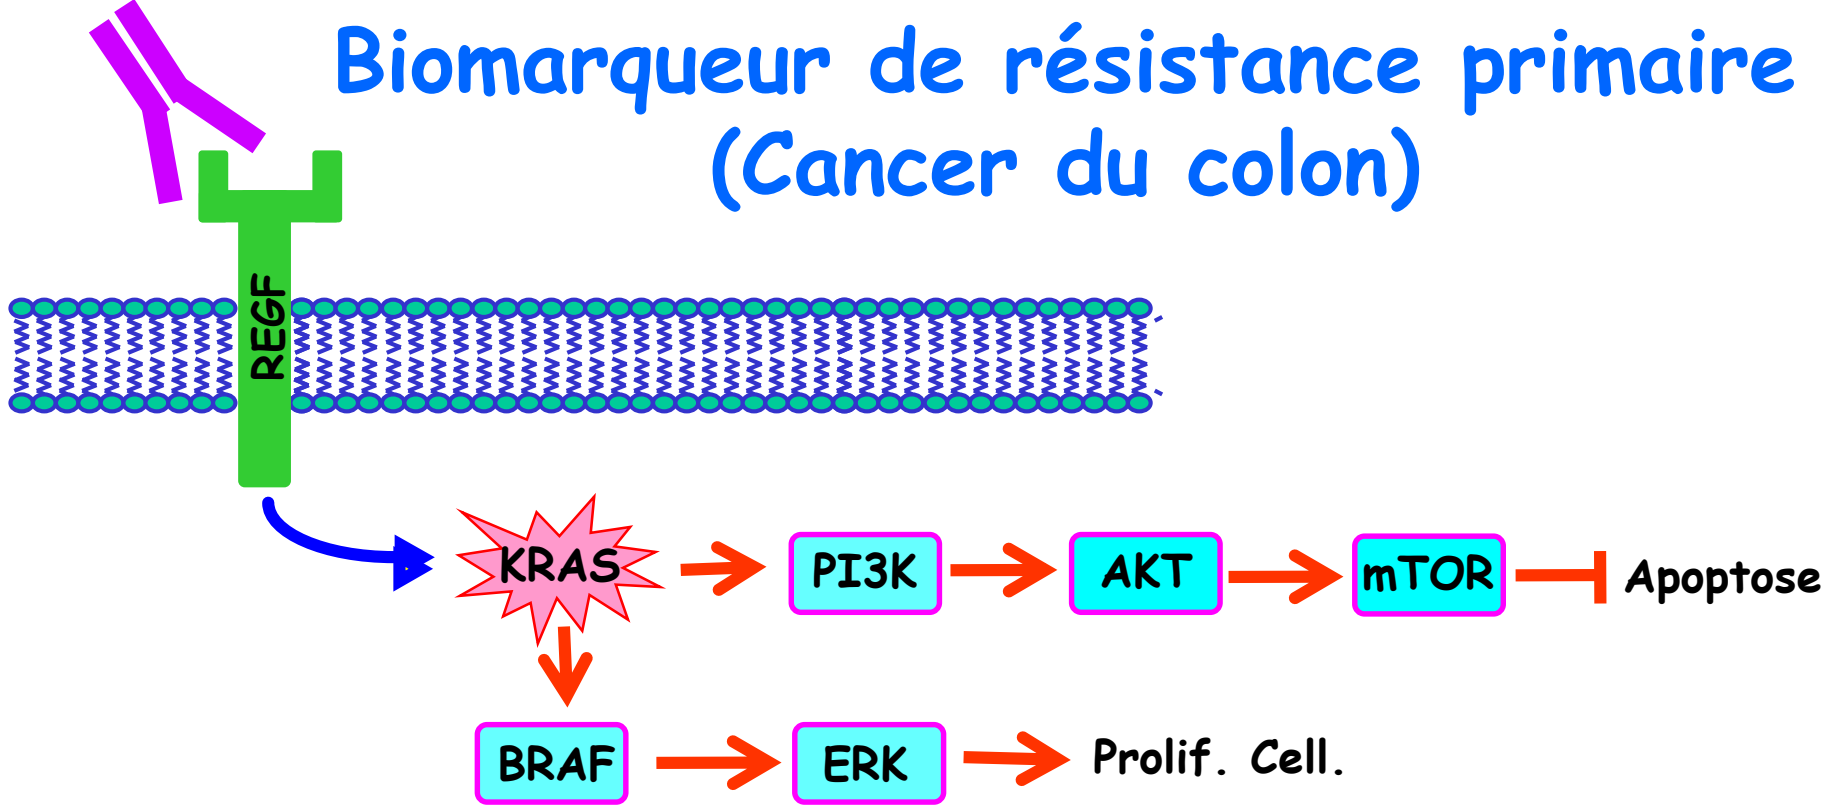 Biomarqueur de résistance primaire
(Cancer du colon)
REGF
KRAS
PI3K
AKT
mTOR
Apoptose
BRAF
ERK
Prolif. Cell.